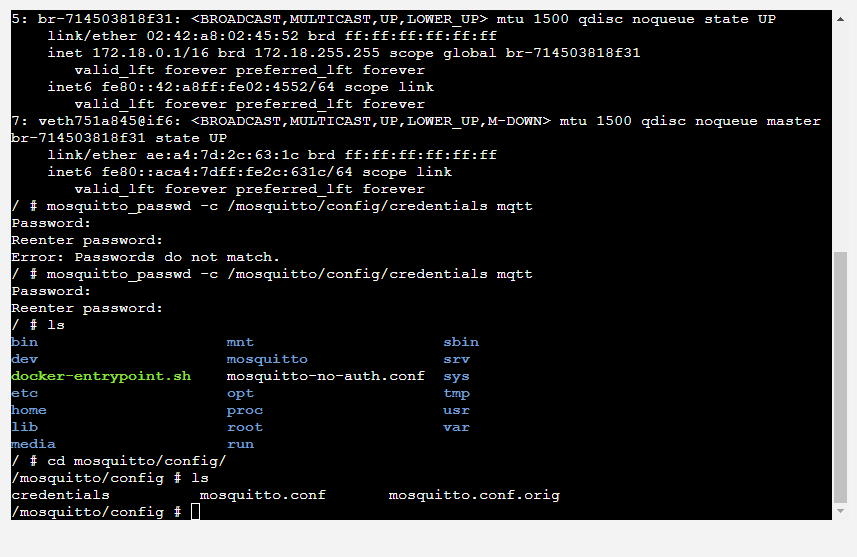 5: br-714503818f31: <BROADCAST,MULTICAST,UP,LOWER_UP> mtu 1500 qdisc noqueue state UP
    link/ether 02:42:a8:02:45:52 brd ff:ff:ff:ff:ff:ff
    inet 172.18.0.1/16 brd 172.18.255.255 scope global br-714503818f31
       valid_lft forever preferred_lft forever
    inet6 fe80::42:a8ff:fe02:4552/64 scope link
       valid_lft forever preferred_lft forever
7: veth751a845@if6: <BROADCAST,MULTICAST,UP,LOWER_UP,M-DOWN> mtu 1500 qdisc noqueue master
br-714503818f31 state UP
    link/ether ae:a4:7d:2c:63:1c brd ff:ff:ff:ff:ff:ff
    inet6 fe80::aca4:7dff:fe2c:631c/64 scope link
       valid_lft forever preferred_lft forever
/ # mosquitto_passwd -c /mosquitto/config/credentials mqtt
Password:
Reenter password:
Error: Passwords do not match.
/ # mosquitto_passwd -c /mosquitto/config/credentials mqtt
Password:
Reenter password:
/ # ls
bin                     mnt                     sbin
dev                     mosquitto               srv
docker-entrypoint.sh    mosquitto-no-auth.conf  sys
etc                     opt                     tmp
home                    proc                    usr
lib                     root                    var
media                   run
/ # cd mosquitto/config/
/mosquitto/config # ls
credentials          mosquitto.conf       mosquitto.conf.orig
/mosquitto/config #